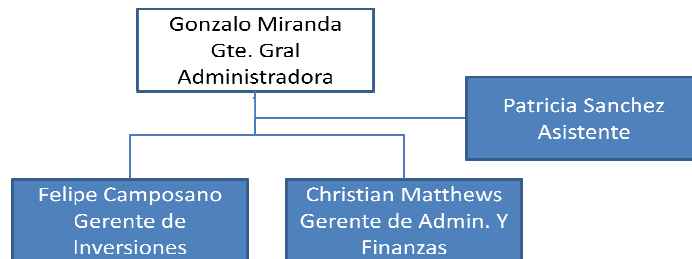 Gonzalo Miranda
Gte. Gral
Administradora
Patricia Sanchez
Asistente
Felipe Camposano
Gerente de
Inversiones
Christian Matthews
Gerente de Admin. Y
Finanzas